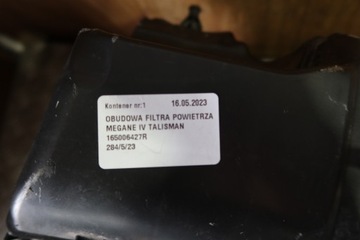 Kontener nr:1 16.05.2023
OBUDOWA FILTRA POWIETRZA
MEGANE IV TALISMAN
165006427R
284/5/23